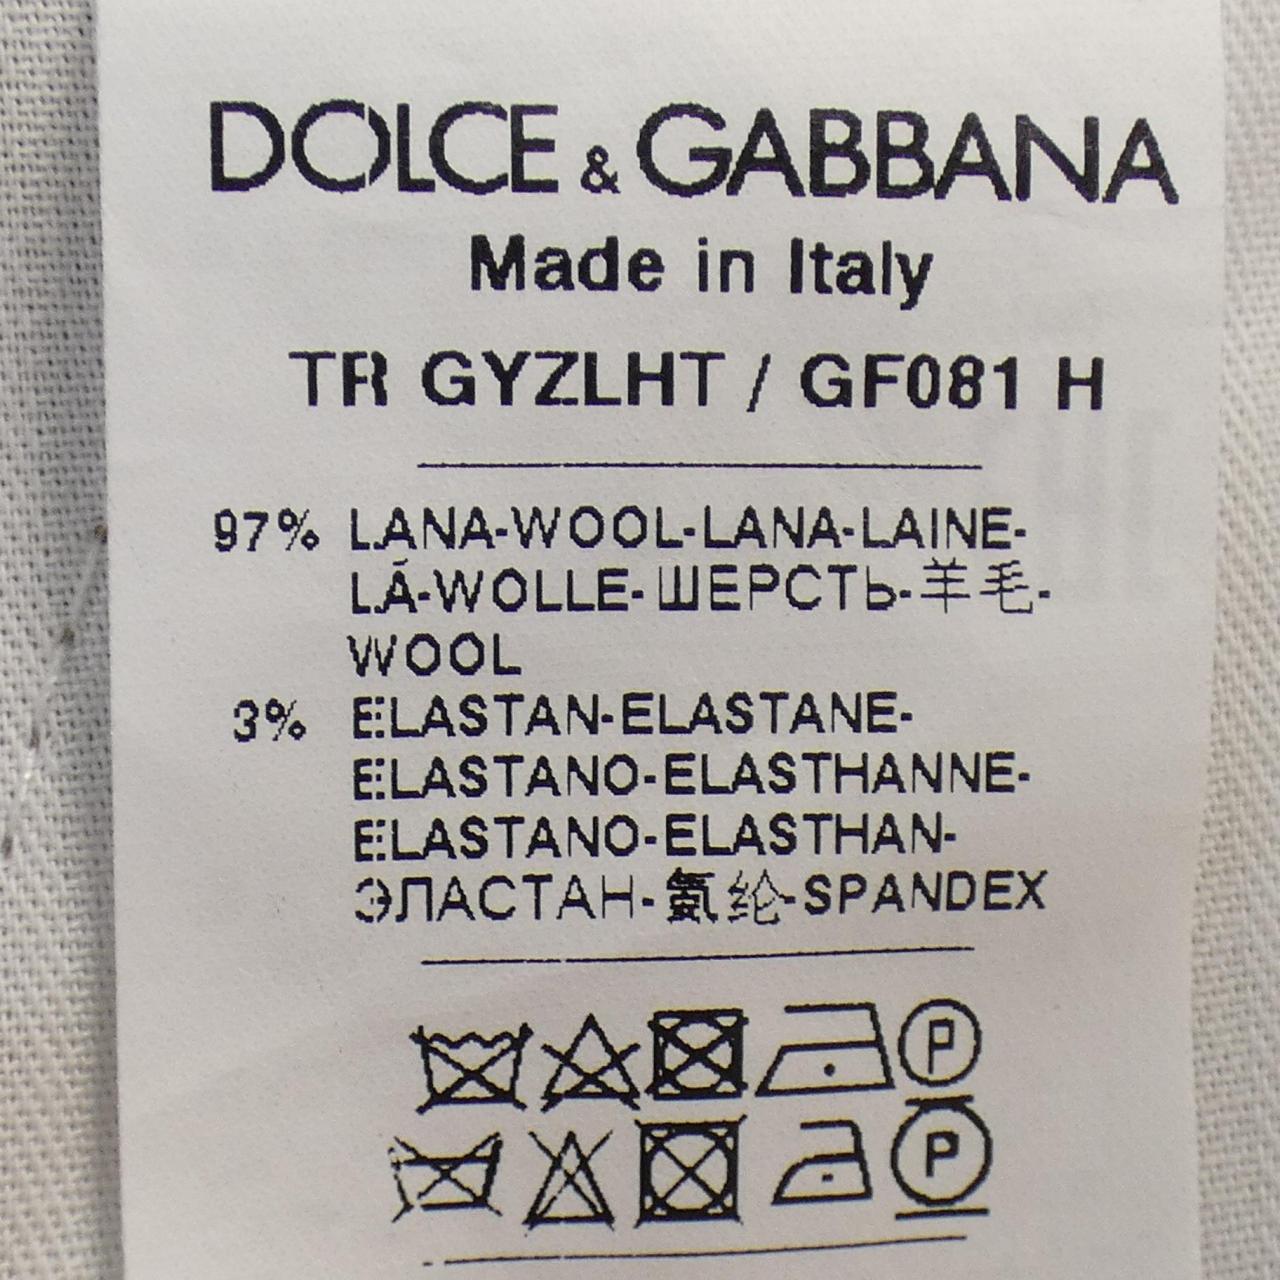 DOLCE & GABBANA
Made in Italy
TR GYZLHT / GF081 H
97% LANA-WOOL-LANA-LAINE-
LÃ-WOLLE-ШЕРСТЬ-羊毛-
WOOL
3% ELASTAN-ELASTANE-
ELASTANO-ELASTHANNE-
ELASTANO-ELASTHAN-
ЭЛАСТАН-氨纶-SPANDEX
P
P